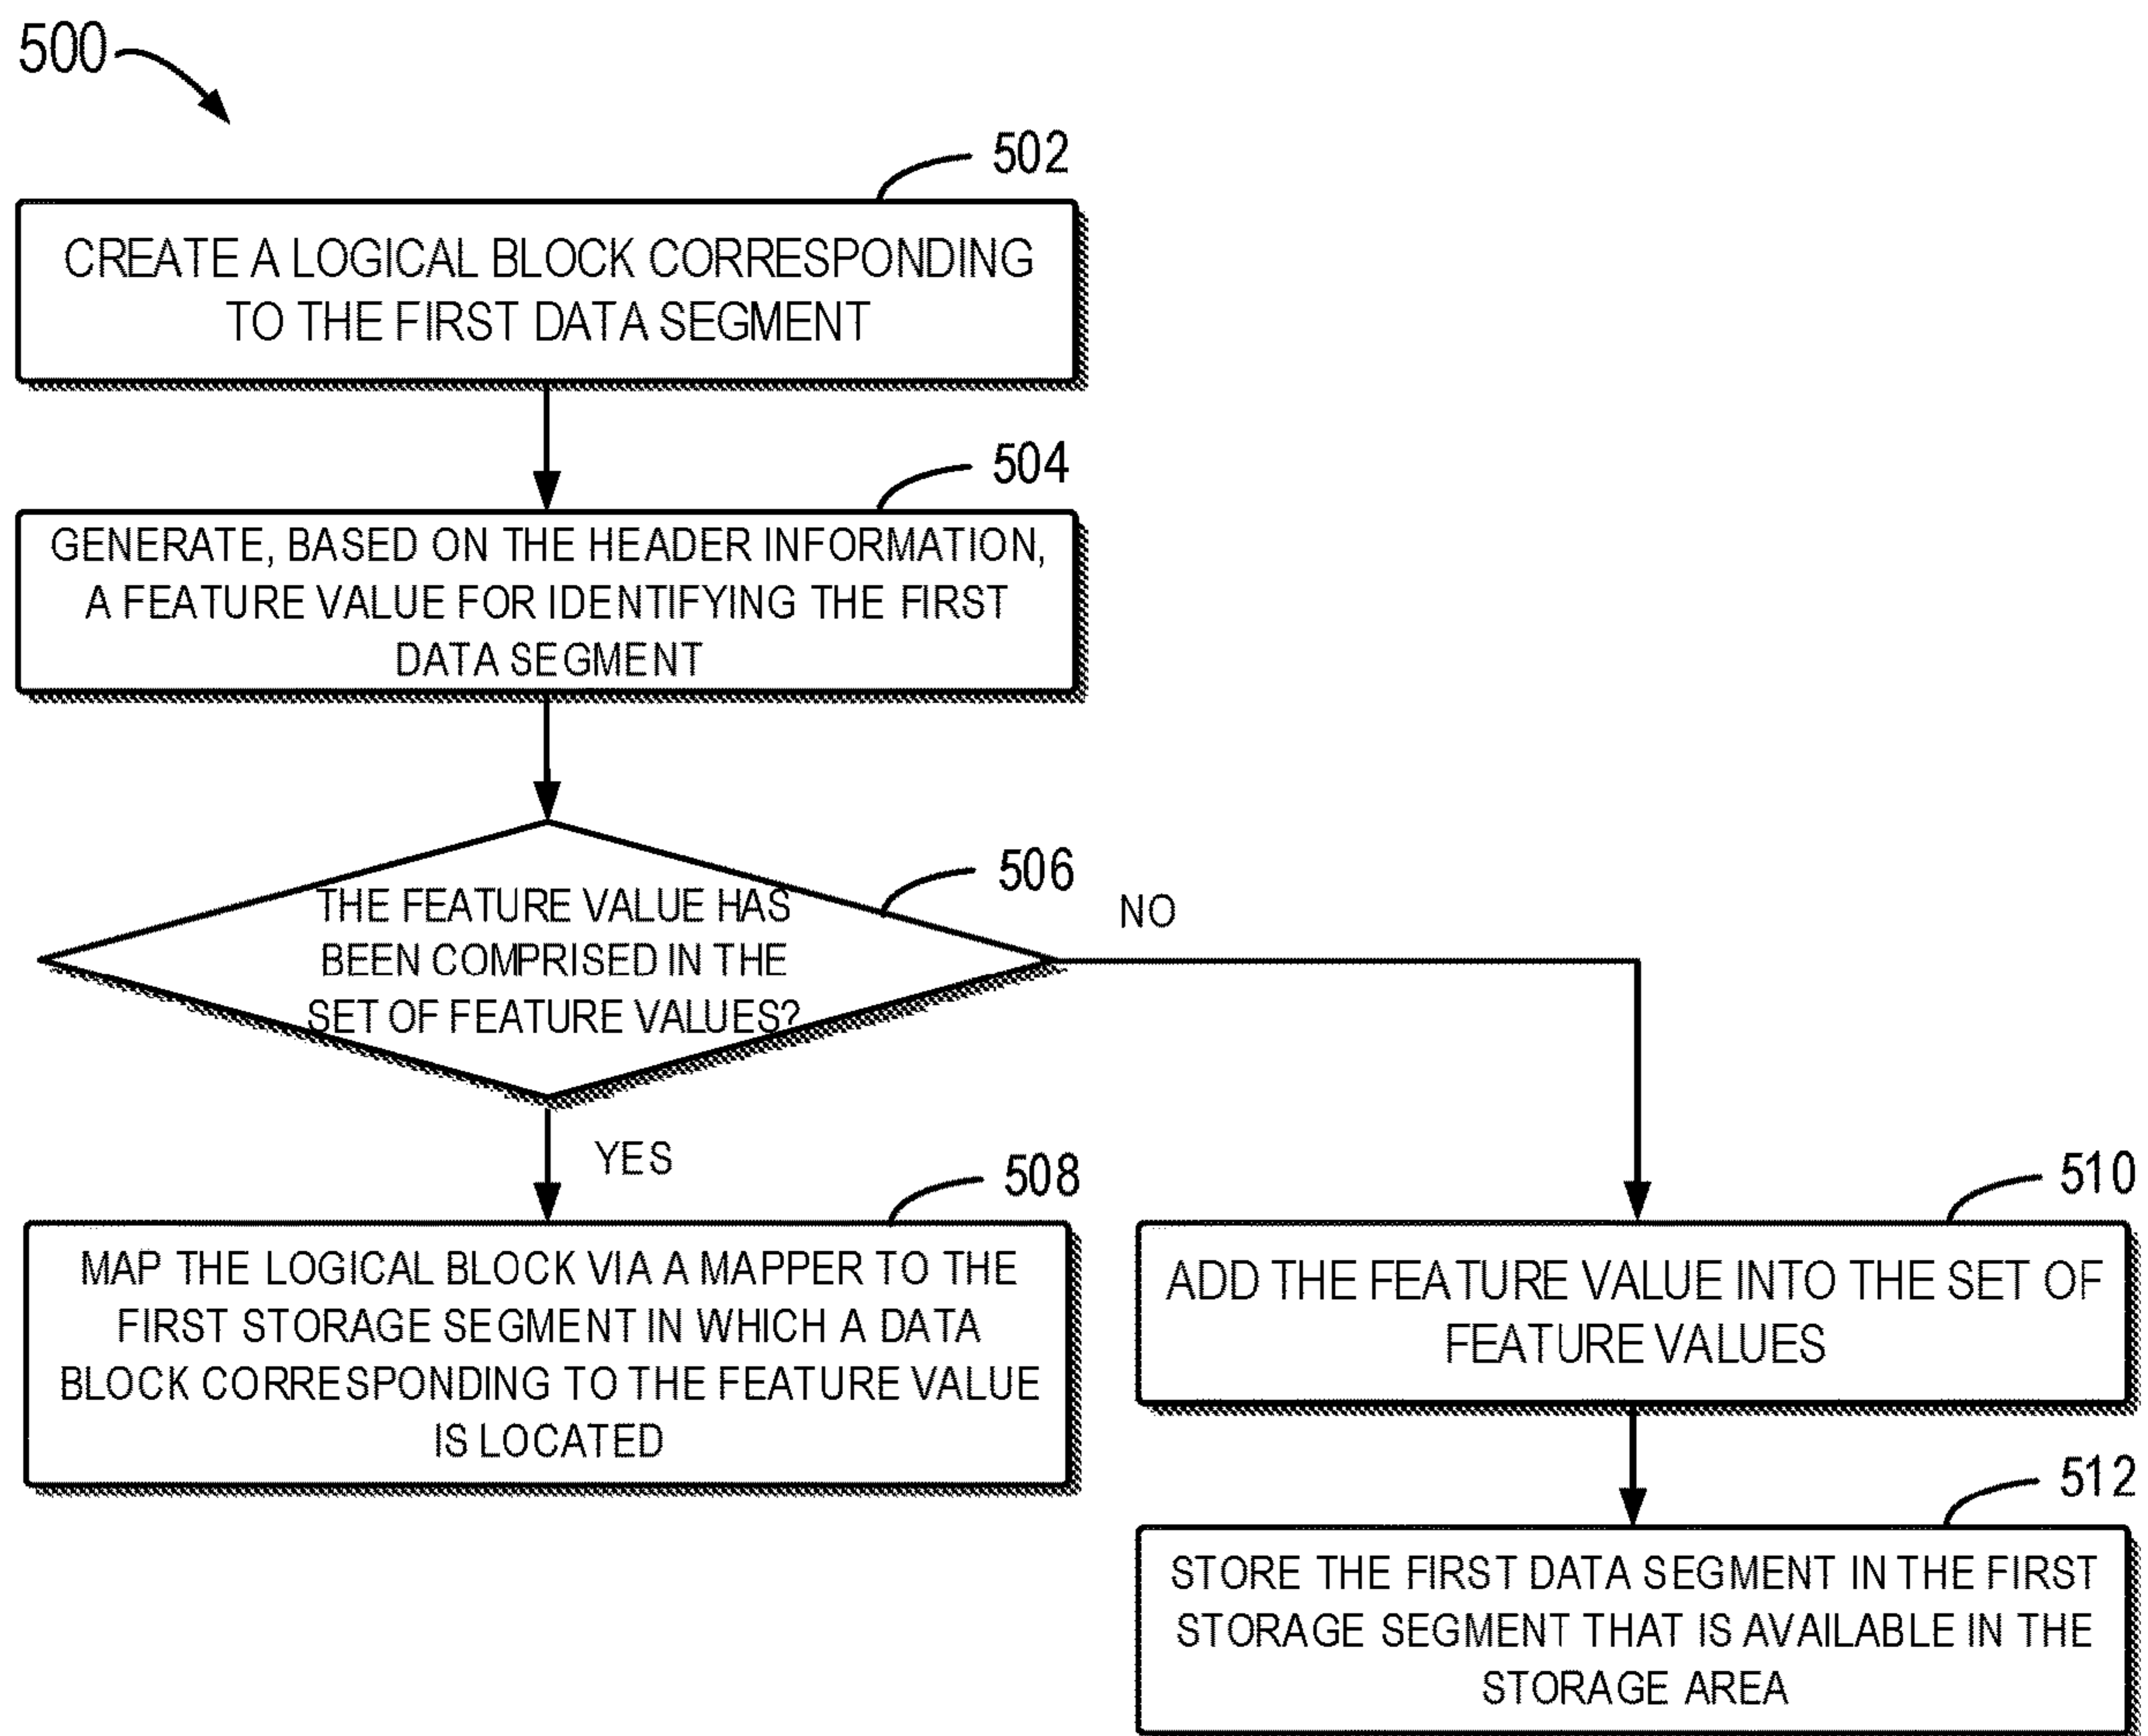 500
502
CREATE A LOGICAL BLOCK CORRESPONDING
TO THE FIRST DATA SEGMENT
504
GENERATE, BASED ON THE HEADER INFORMATION,
A FEATURE VALUE FOR IDENTIFYING THE FIRST
DATA SEGMENT
506
THE FEATURE VALUE HAS
BEEN COMPRISED IN THE
SET OF FEATURE VALUES?
NO
YES
508
MAP THE LOGICAL BLOCK VIA A MAPPER TO THE
FIRST STORAGE SEGMENT IN WHICH A DATA
BLOCK CORRESPONDING TO THE FEATURE VALUE
IS LOCATED
510
ADD THE FEATURE VALUE INTO THE SET OF
FEATURE VALUES
512
STORE THE FIRST DATA SEGMENT IN THE FIRST
STORAGE SEGMENT THAT IS AVAILABLE IN THE
STORAGE AREA